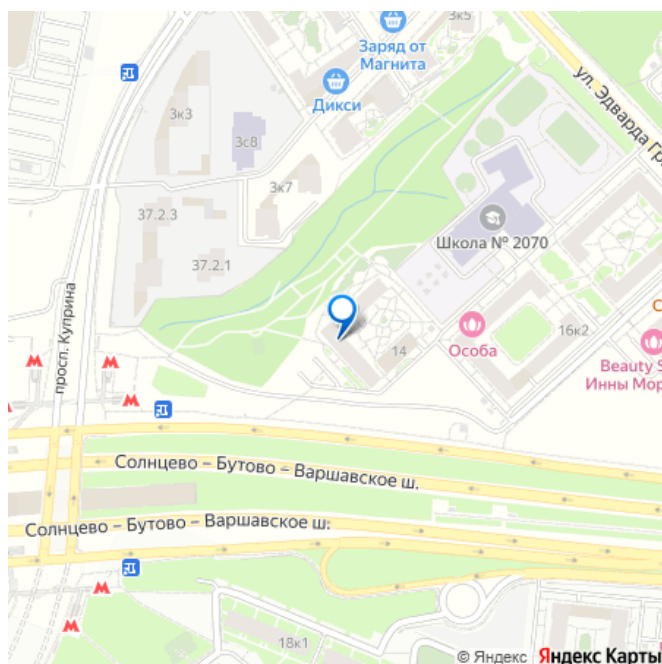 3к5
Заряд от
Магнита
Дикси
3к3
3с8
ул. Эдварда Гр
3к7
37.2.3
37.2.1
Школа № 2070
просп. Куприна
14
Особа
16к2
С
Beauty S
Инны Мор
Солнцево – Бутово – Варшавское ш.
Солнцево – Бутово – Варшавское ш.
18к1
© Яндекс Яндекс Карты